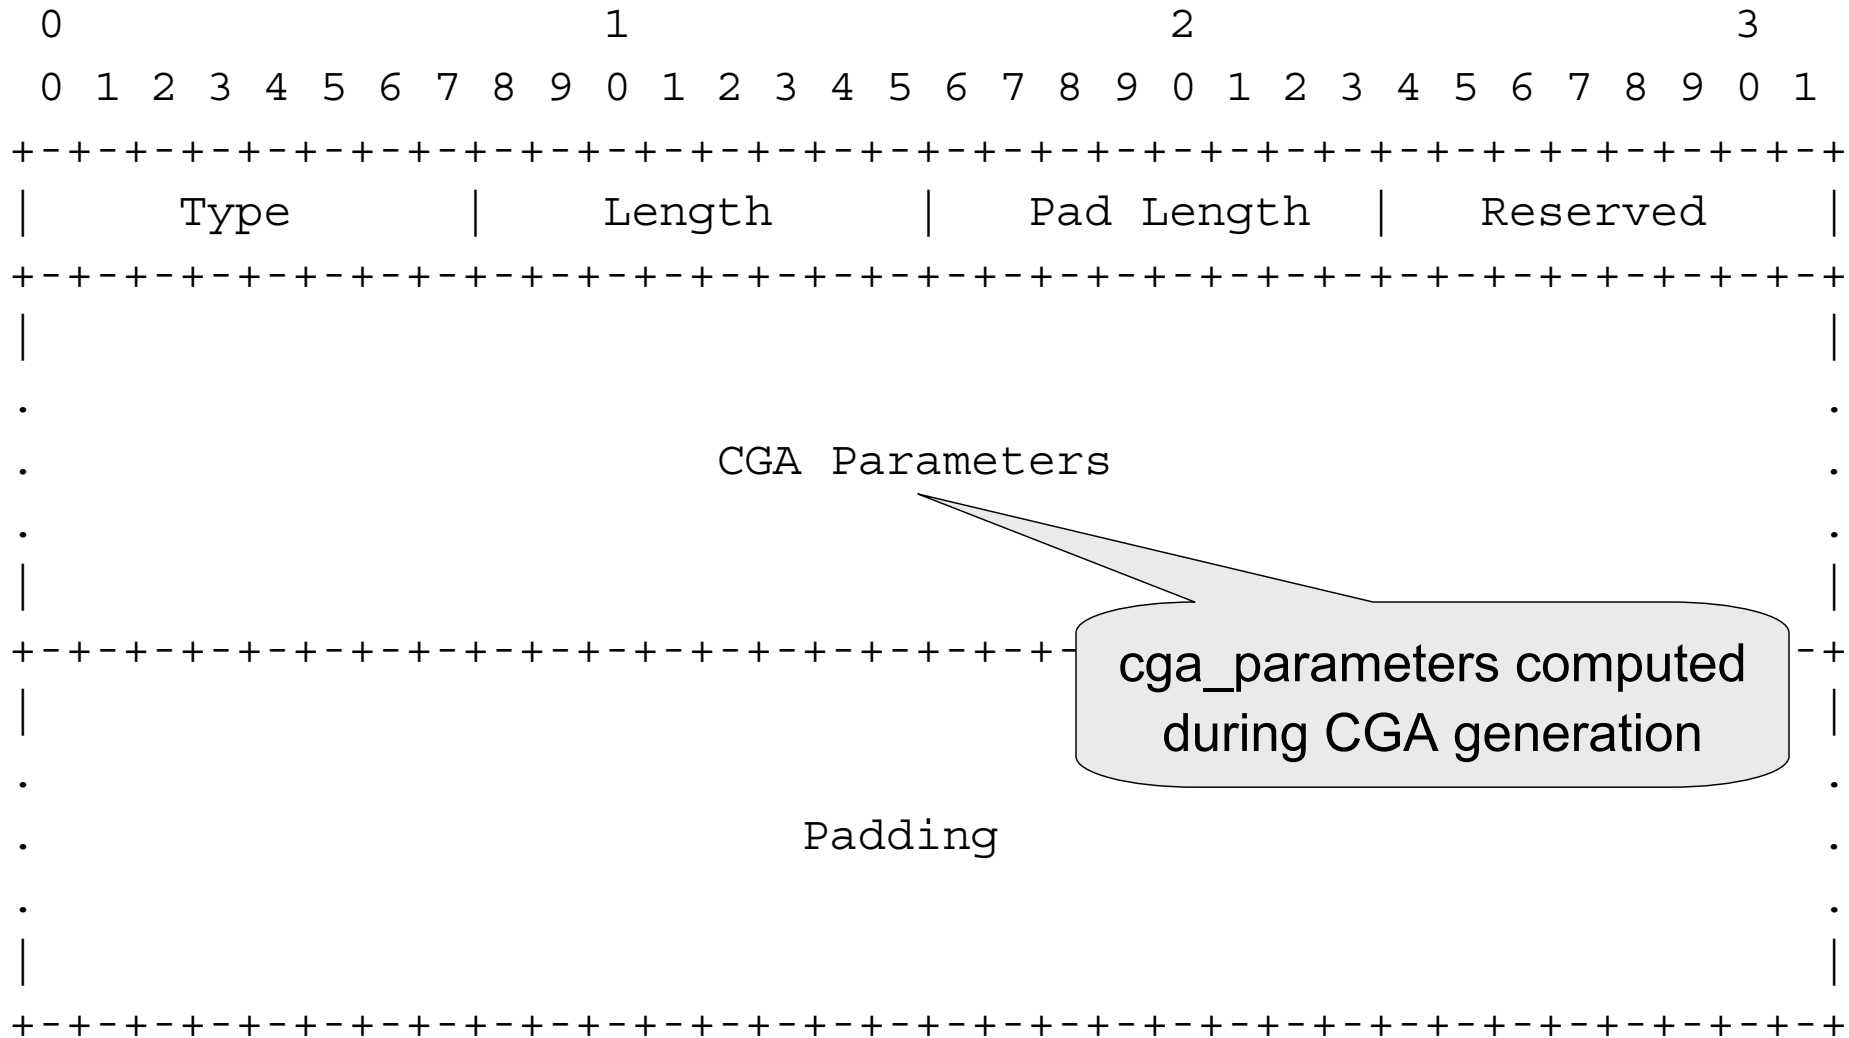 0                   1                   2                   3
0 1 2 3 4 5 6 7 8 9 0 1 2 3 4 5 6 7 8 9 0 1 2 3 4 5 6 7 8 9 0 1
+-+-+-+-+-+-+-+-+-+-+-+-+-+-+-+-+-+-+-+-+-+-+-+-+-+-+-+-+-+-+-+-+
|     Type      |    Length     |   Pad Length  |   Reserved    |
+-+-+-+-+-+-+-+-+-+-+-+-+-+-+-+-+-+-+-+-+-+-+-+-+-+-+-+-+-+-+-+-+
|                                                               |
.                                                               .
.                        CGA Parameters                         .
.                                                               .
|                                                               |
+-+-+-+-+-+-+-+-+-+-+-+-+-+-+-+-+-+-+- -+
cga_parameters computed
during CGA generation
|                                                               |
.                                                               .
.                           Padding                             .
.                                                               .
|                                                               |
+-+-+-+-+-+-+-+-+-+-+-+-+-+-+-+-+-+-+-+-+-+-+-+-+-+-+-+-+-+-+-+-+